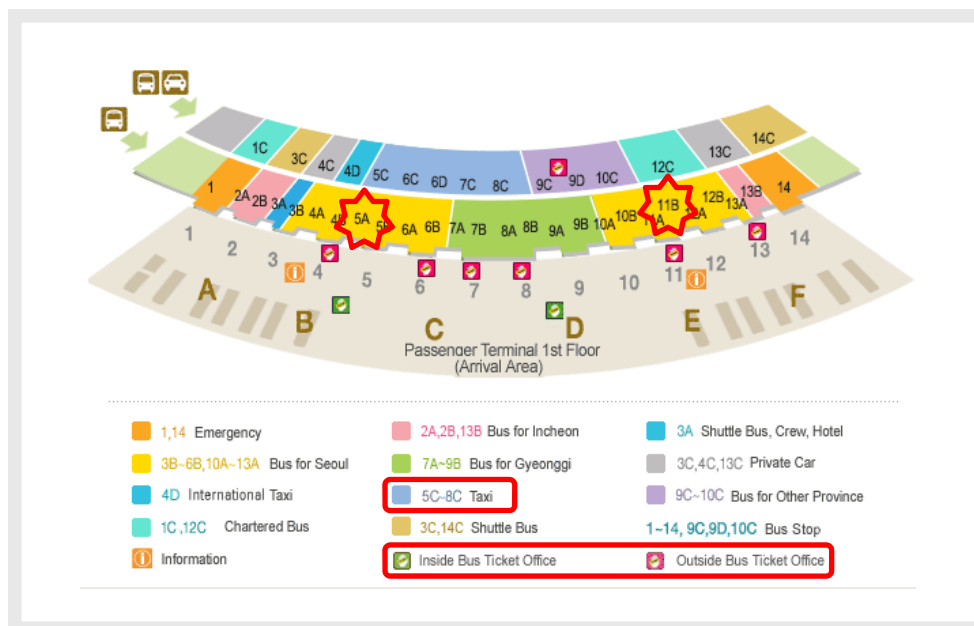 1C
3C
4C
4D
5C
6C
6D
7C
8C
9C
9D
10C
12C
13C
14C
1
2A
2B
3A
3B
4A
5A
6A
6B
7A
7B
8A
8B
9A
9B
10A
10B
11B
12B
13A
13B
14
1
2
3
4
5
6
7
8
9
10
11
12
13
14
A
B
C
D
E
F
Passenger Terminal 1st Floor
(Arrival Area)
1,14 Emergency
2A,2B,13B Bus for Incheon
3A Shuttle Bus, Crew, Hotel
3B~6B,10A~13A Bus for Seoul
7A~9B Bus for Gyeonggi
3C,4C,13C Private Car
4D International Taxi
5C~8C Taxi
9C~10C Bus for Other Province
1C,12C Chartered Bus
3C,14C Shuttle Bus
1~14, 9C,9D,10C Bus Stop
Information
Inside Bus Ticket Office
Outside Bus Ticket Office